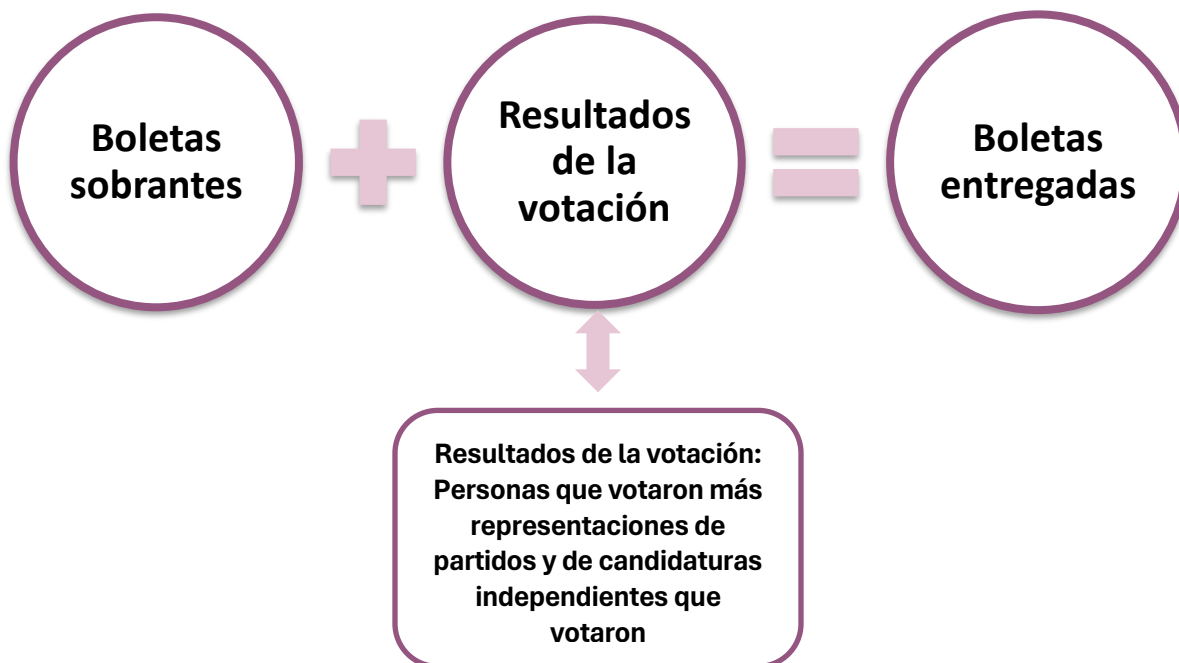 Boletas
sobrantes
Resultados
de la
votación
Boletas
entregadas
Resultados de la votación:
Personas que votaron más
representaciones de
partidos y de candidaturas
independientes que
votaron